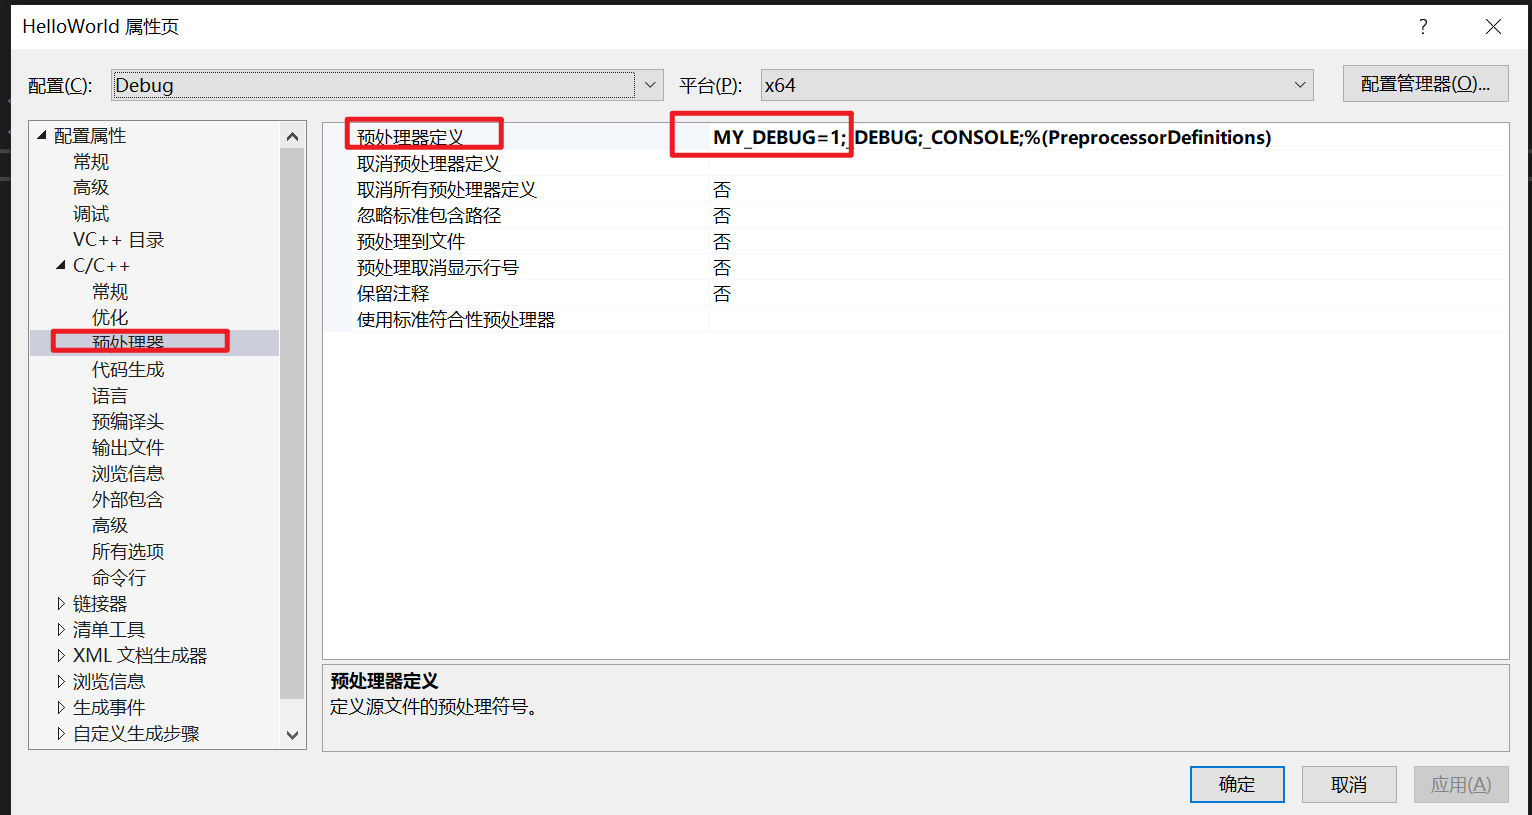 HelloWorld 属性页
?
配置(C):
Debug
平台(P):
x64
配置管理器(O)...
配置属性
常规
高级
调试
VC++ 目录
C/C++
常规
优化
预处理器
代码生成
语言
预编译头
输出文件
浏览信息
外部包含
高级
所有选项
命令行
链接器
清单工具
XML 文档生成器
浏览信息
生成事件
自定义生成步骤
预处理器定义 MY_DEBUG=1;_DEBUG;_CONSOLE;%(PreprocessorDefinitions)
取消预处理器定义
取消所有预处理器定义 否
忽略标准包含路径 否
预处理到文件 否
预处理取消显示行号 否
保留注释 否
使用标准符合性预处理器
预处理器定义
定义源文件的预处理符号。
确定
取消
应用(A)